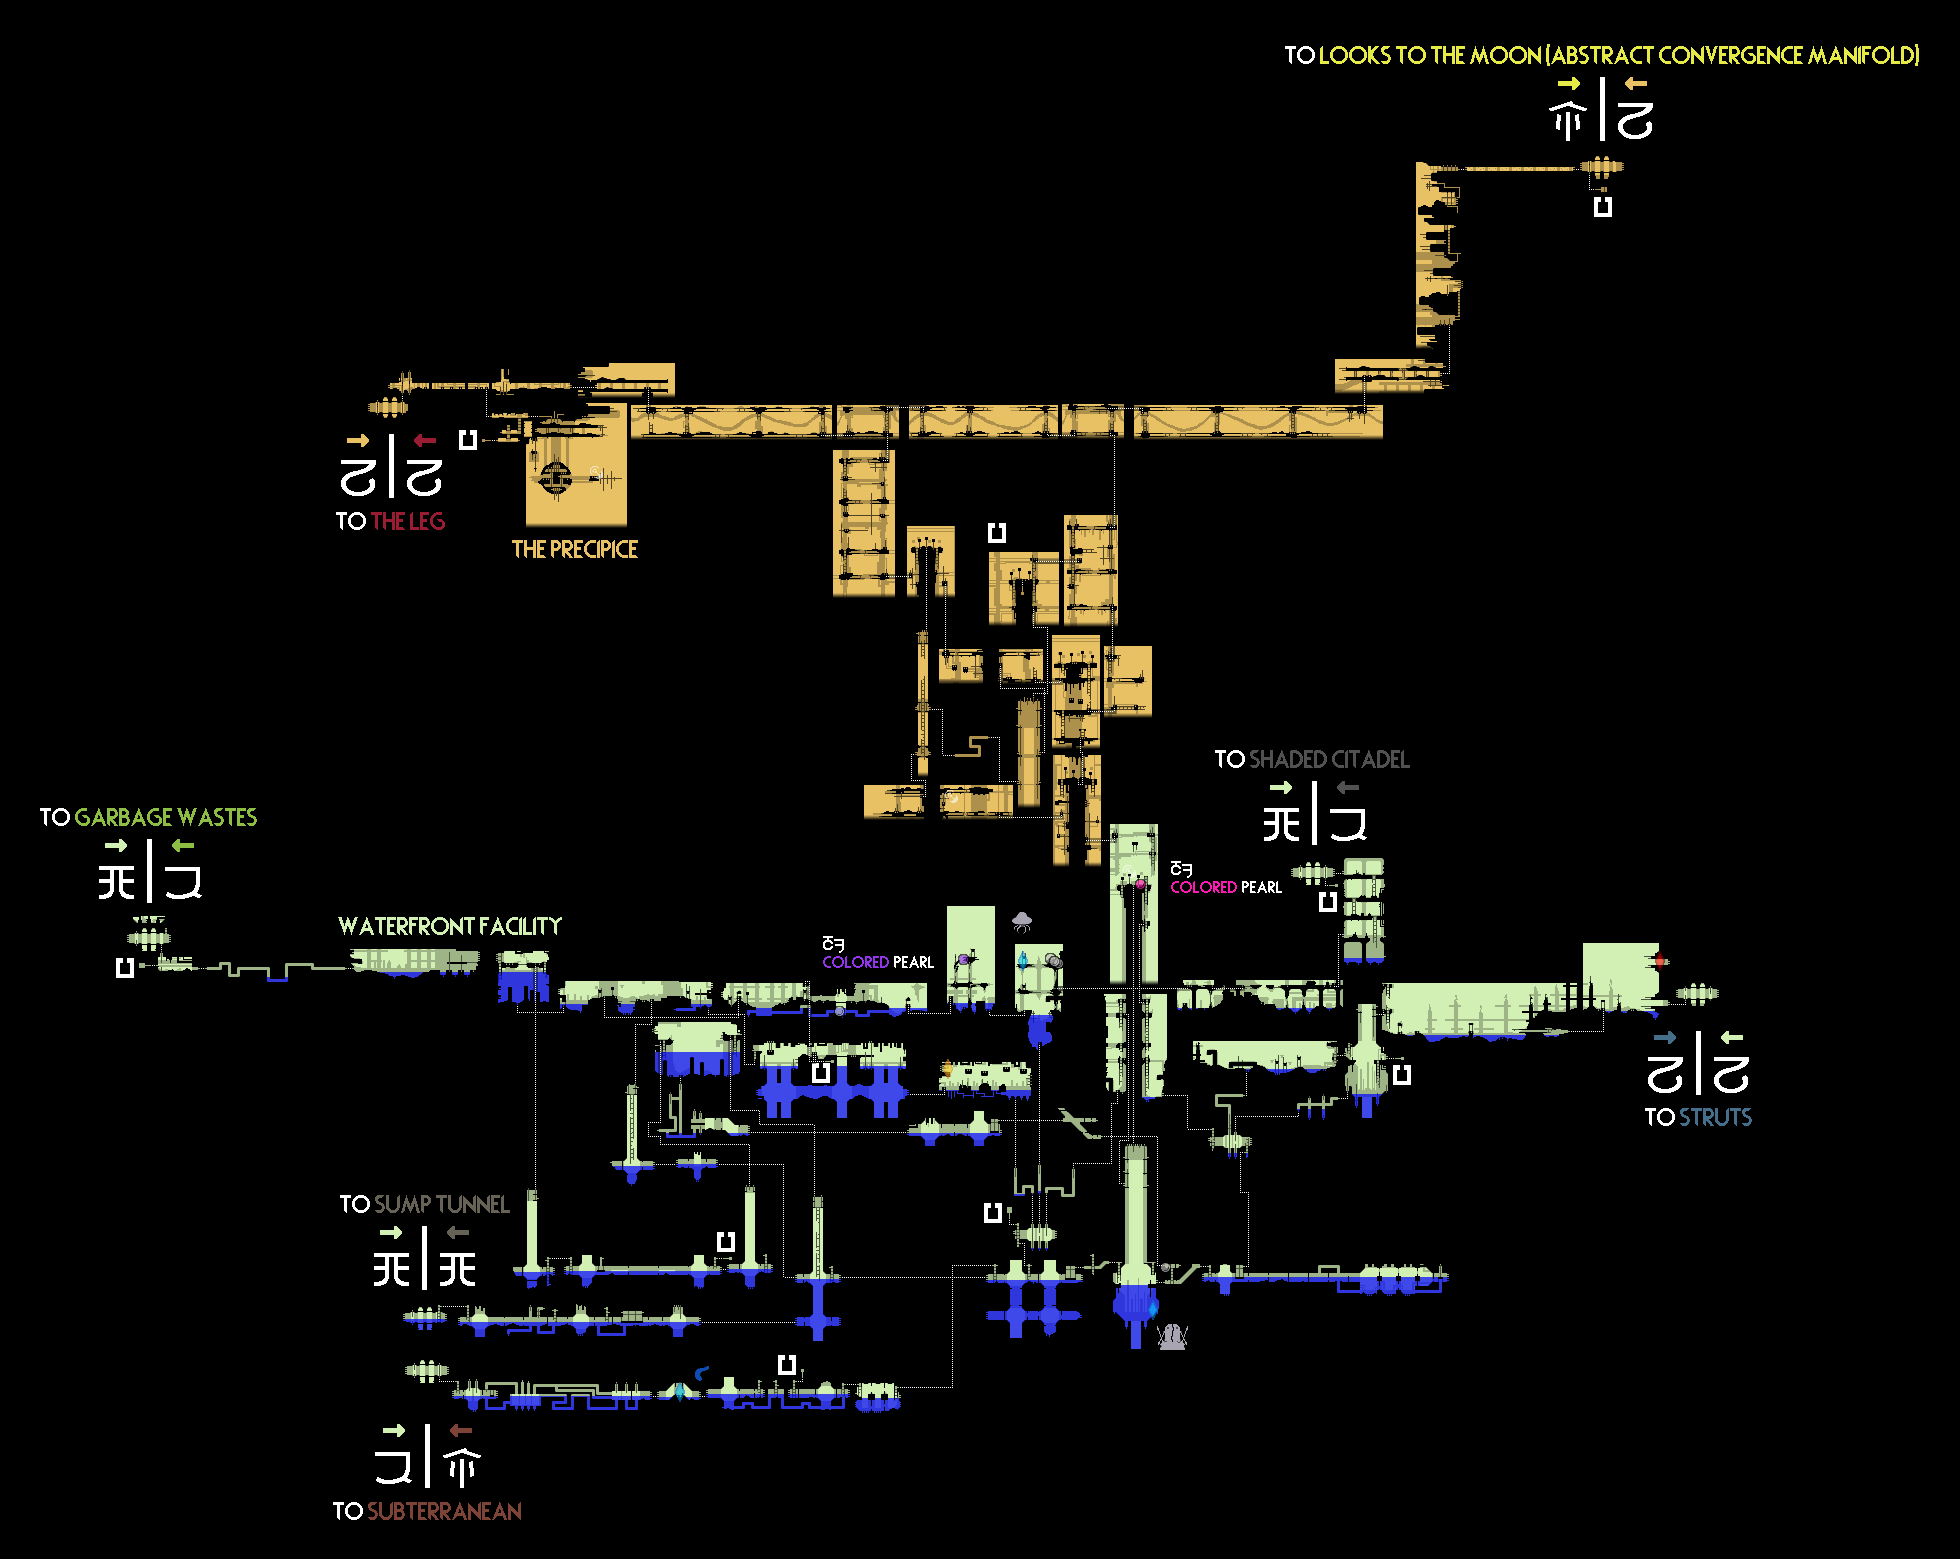 TO LOOKS TO THE MOON (ABSTRACT CONVERGENCE MANIFOLD)
TO THE LEG
THE PRECIPICE
TO SHADED CITADEL
TO GARBAGE WASTES
COLORED PEARL
WATERFRONT FACILITY
COLORED PEARL
TO STRUTS
TO SUMP TUNNEL
TO SUBTERRANEAN